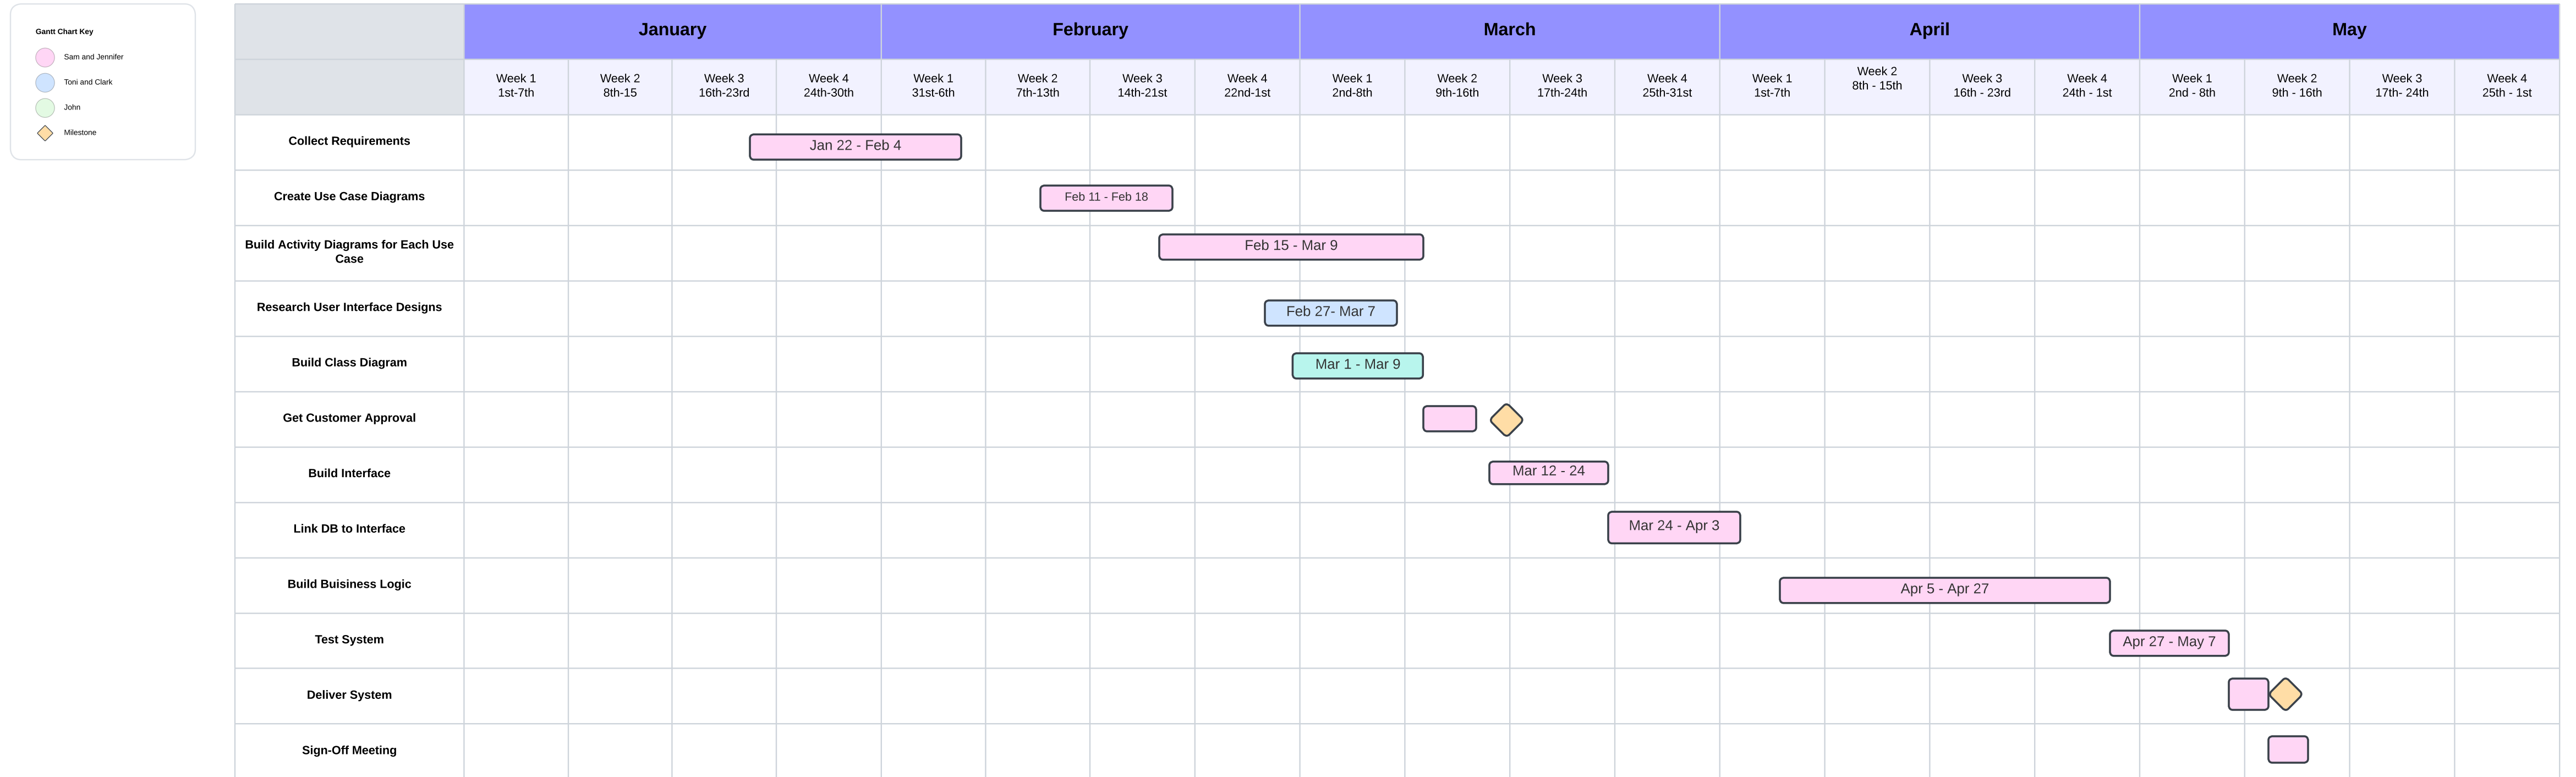 Gantt Chart Key
Sam and Jennifer
Toni and Clark
John
Milestone
January
February
March
April
May
Week 1
1st-7th
Week 2
8th-15
Week 3
16th-23rd
Week 4
24th-30th
Week 1
31st-6th
Week 2
7th-13th
Week 3
14th-21st
Week 4
22nd-1st
Week 1
2nd-8th
Week 2
9th-16th
Week 3
17th-24th
Week 4
25th-31st
Week 1
1st-7th
Week 2
8th - 15th
Week 3
16th - 23rd
Week 4
24th - 1st
Week 1
2nd - 8th
Week 2
9th - 16th
Week 3
17th- 24th
Week 4
25th - 1st
Collect Requirements
Jan 22 - Feb 4
Create Use Case Diagrams
Feb 11 - Feb 18
Build Activity Diagrams for Each Use
Case
Feb 15 - Mar 9
Research User Interface Designs
Feb 27- Mar 7
Build Class Diagram
Mar 1 - Mar 9
Get Customer Approval
Build Interface
Mar 12 - 24
Link DB to Interface
Mar 24 - Apr 3
Build Buisiness Logic
Apr 5 - Apr 27
Test System
Apr 27 - May 7
Deliver System
Sign-Off Meeting